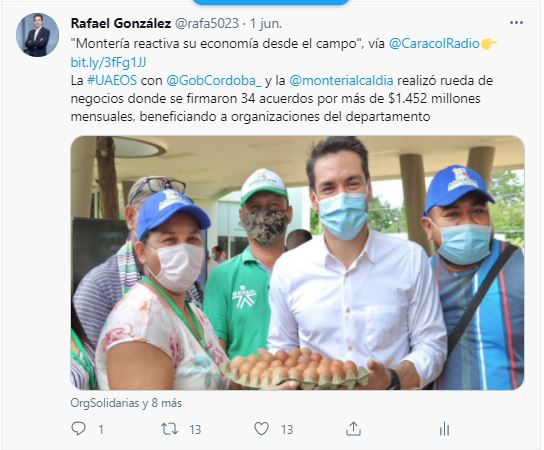 Rafael González @rafa5023 · 1 jun.
"Montería reactiva su economía desde el campo", vía @CaracolRadio👉
bit.ly/3fFg1JJ
La #UAEOS con @GobCordoba_ y la @monterialcaldia realizó rueda de
negocios donde se firmaron 34 acuerdos por más de $1.452 millones
mensuales, beneficiando a organizaciones del departamento
SENA
OrgSolidarias y 8 más
1 13 13